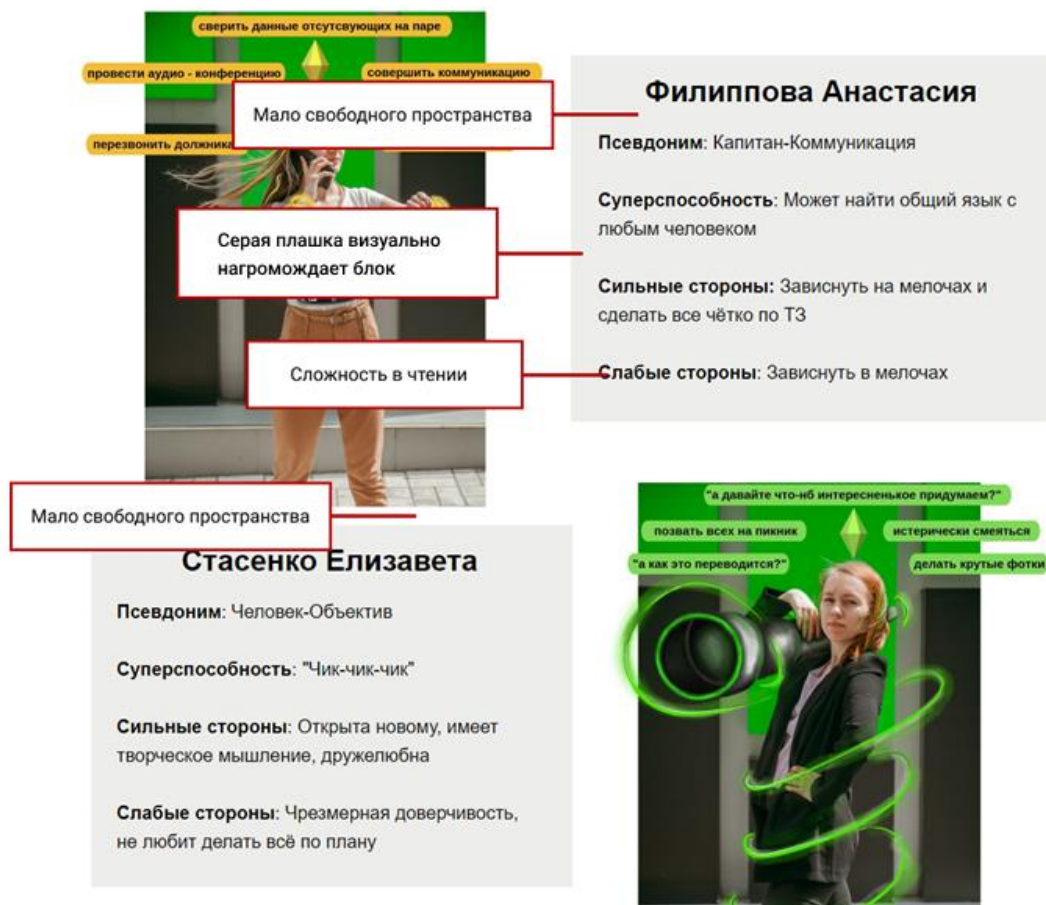 сверить данные отсутсвующих на паре
провести аудио - конференцию
совершить коммуникацию
Мало свободного пространства
перезвонить
Филиппова Анастасия
Псевдоним: Капитан-Коммуникация
Суперспособность: Может найти общий язык с
любым человеком
Сильные стороны: Зависнуть на мелочах и
сделать все чётко по ТЗ
Слабые стороны: Зависнуть в мелочах
Серая плашка визуально
нагромождает блок
Сложность в чтении
Мало свободного пространства
Стасенко Елизавета
Псевдоним: Человек-Объектив
Суперспособность: "Чик-чик-чик"
Сильные стороны: Открыта новому, имеет
творческое мышление, дружелюбна
Слабые стороны: Чрезмерная доверчивость,
не любит делать всё по плану
"а давайте что-нб интересненькое придумаем?"
позвать всех на пикник
истерически смеяться
"а как это переводится?"
делать крутые фотки